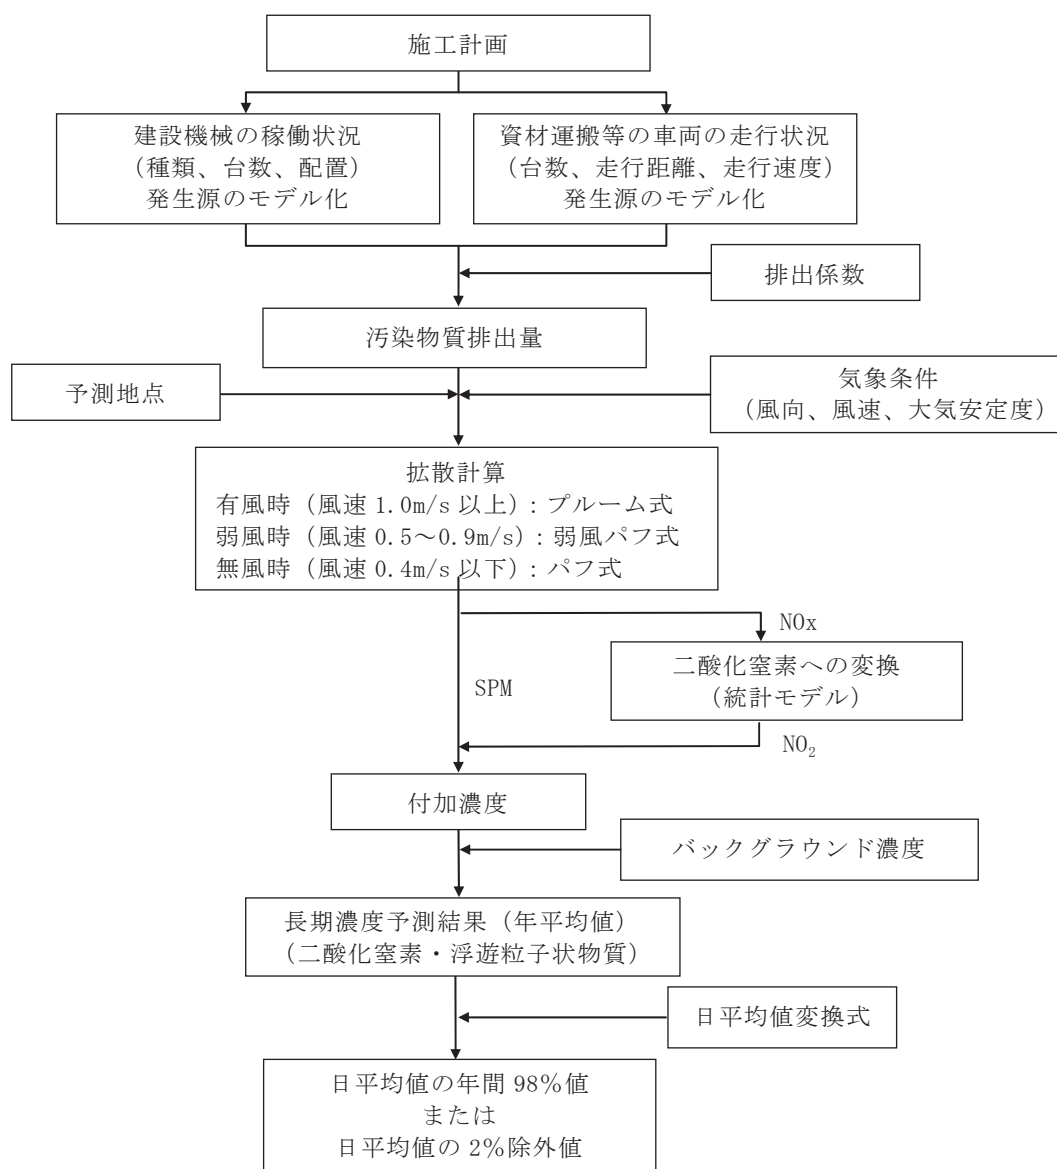 施工計画
建設機械の稼働状況
（種類、台数、配置）
発生源のモデル化
資材運搬等の車両の走行状況
（台数、走行距離、走行速度）
発生源のモデル化
排出係数
汚染物質排出量
予測地点
気象条件
（風向、風速、大気安定度）
拡散計算
有風時（風速 1.0m/s 以上）：プルーム式
弱風時（風速 0.5～0.9m/s）：弱風パフ式
無風時（風速 0.4m/s 以下）：パフ式
NOx
二酸化窒素への変換
（統計モデル）
SPM
NO₂
付加濃度
バックグラウンド濃度
長期濃度予測結果（年平均値）
（二酸化窒素・浮遊粒子状物質）
日平均値変換式
日平均値の年間 98％値
または
日平均値の 2％除外値